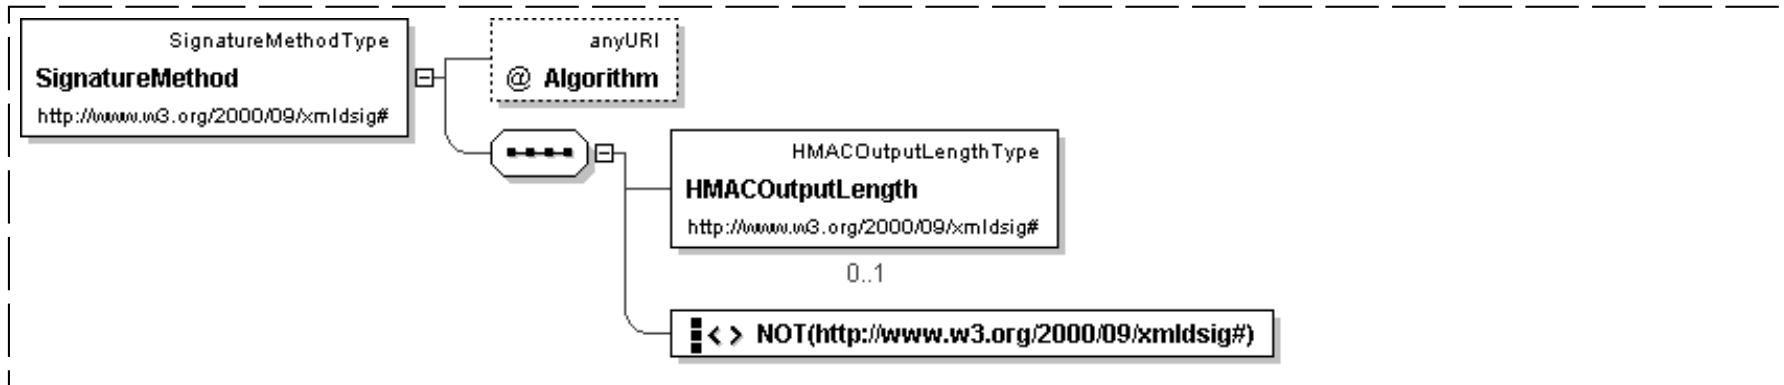 SignatureMethodType
SignatureMethod
http://www.w3.org/2000/09/xmldsig#
anyURI
@ Algorithm
HMACOutputLengthType
HMACOutputLength
http://www.w3.org/2000/09/xmldsig#
0..1
< > NOT(http://www.w3.org/2000/09/xmldsig#)